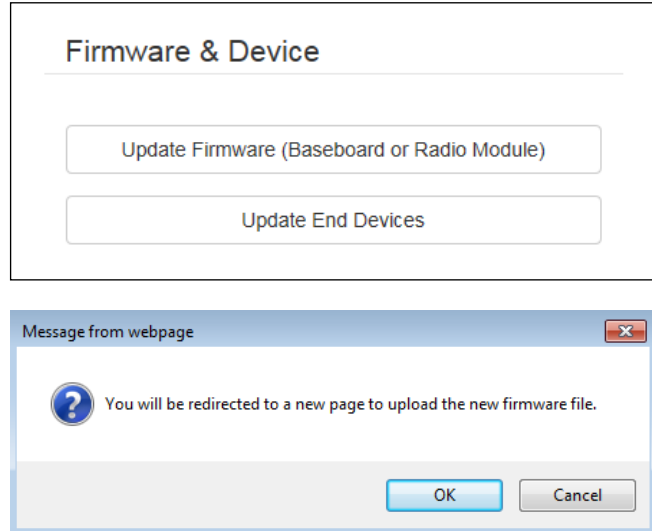 Firmware & Device
Update Firmware (Baseboard or Radio Module)
Update End Devices
Message from webpage
You will be redirected to a new page to upload the new firmware file.
OK
Cancel